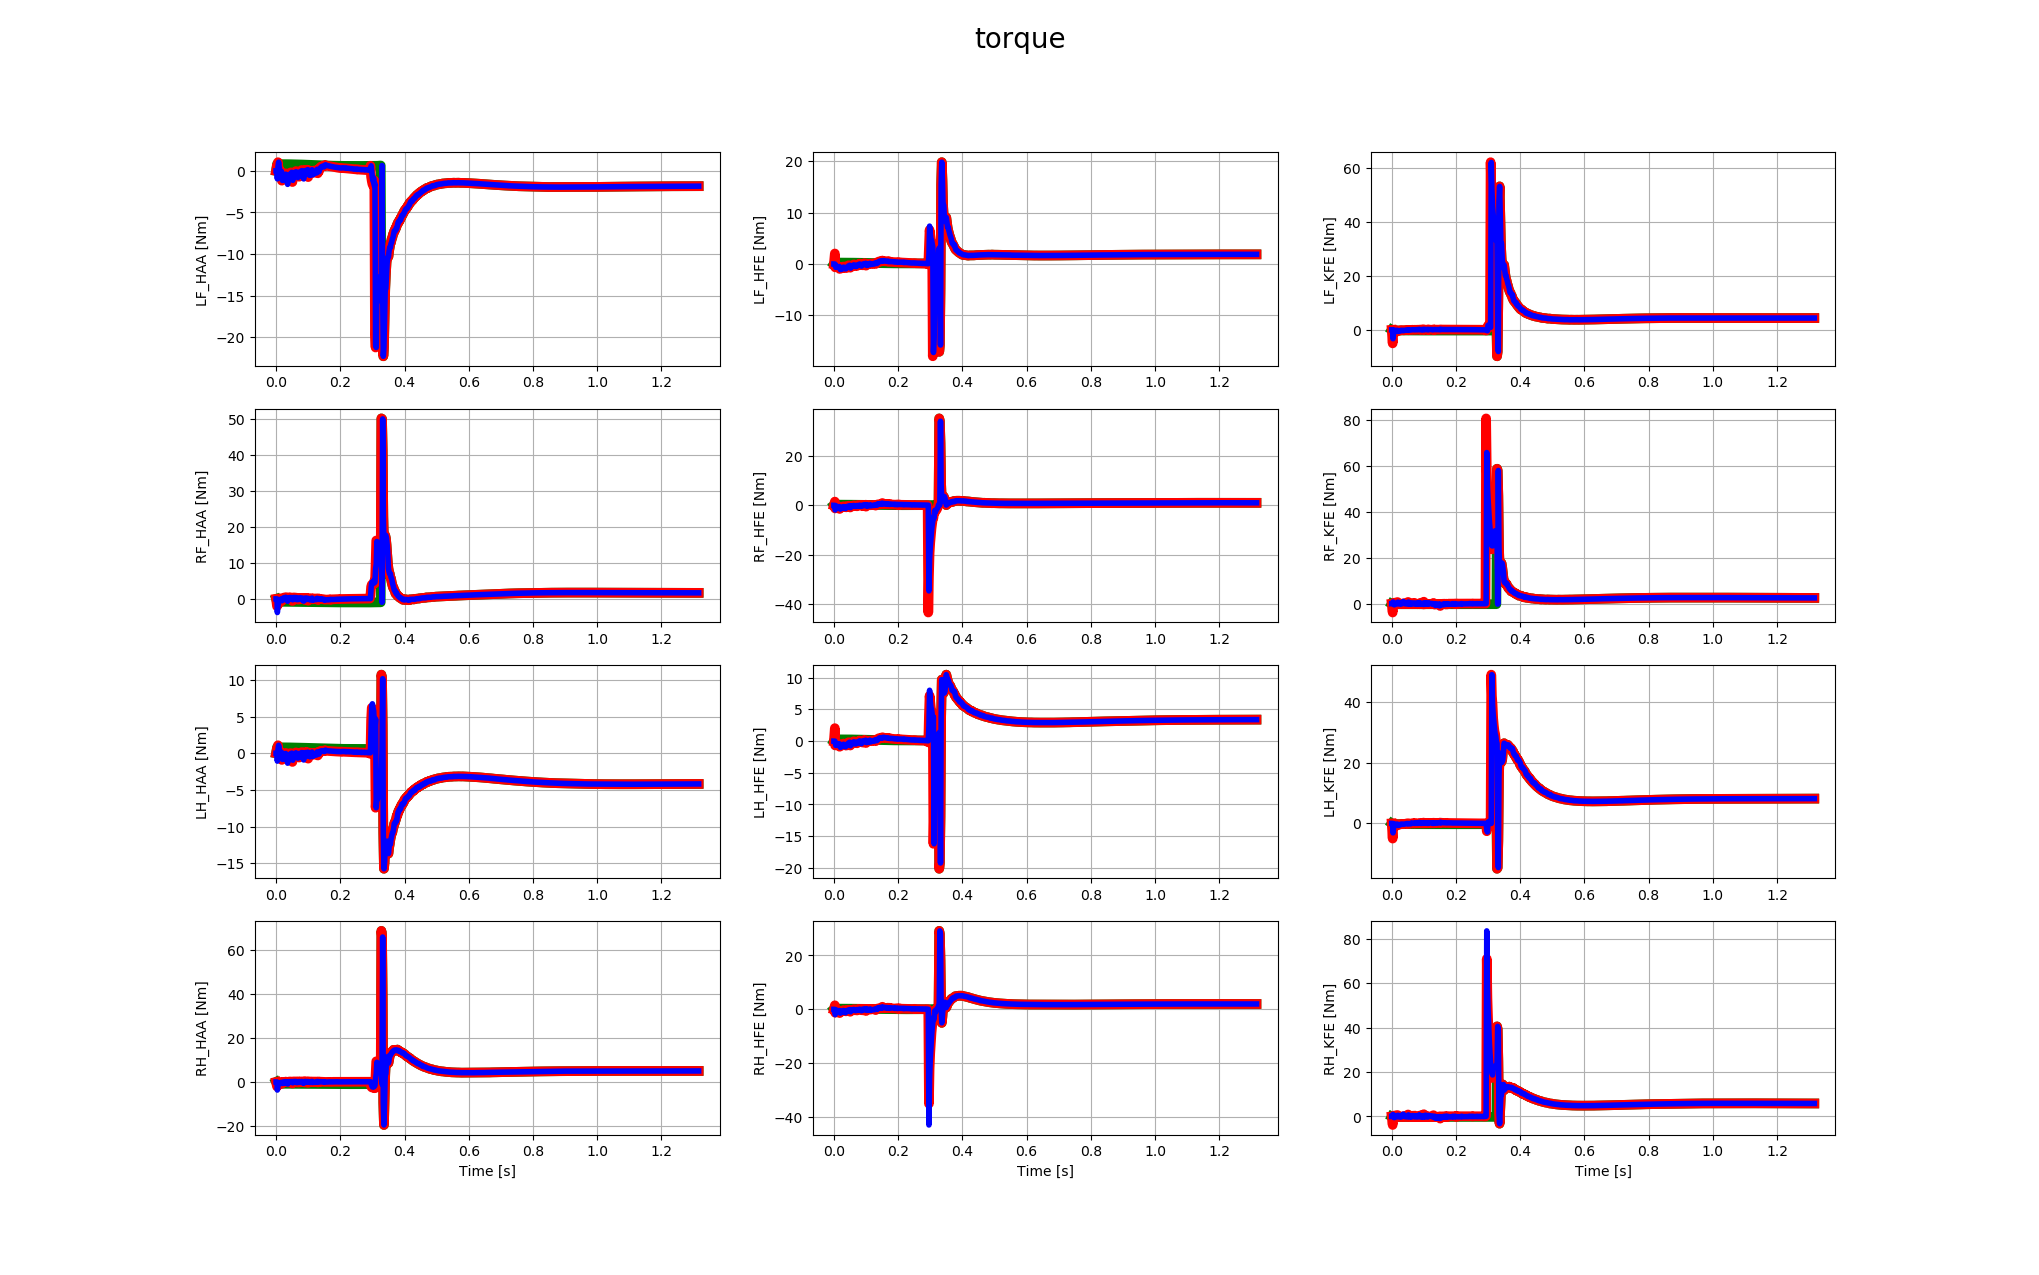 torque
LF_HAA [Nm]
0
−5
−10
−15
−20
0.0 0.2 0.4 0.6 0.8 1.0 1.2
LF_HFE [Nm]
20
10
0
−10
0.0 0.2 0.4 0.6 0.8 1.0 1.2
LF_KFE [Nm]
60
40
20
0
0.0 0.2 0.4 0.6 0.8 1.0 1.2
RF_HAA [Nm]
50
40
30
20
10
0
0.0 0.2 0.4 0.6 0.8 1.0 1.2
RF_HFE [Nm]
20
0
−20
−40
0.0 0.2 0.4 0.6 0.8 1.0 1.2
RF_KFE [Nm]
80
60
40
20
0
0.0 0.2 0.4 0.6 0.8 1.0 1.2
LH_HAA [Nm]
10
5
0
−5
−10
−15
0.0 0.2 0.4 0.6 0.8 1.0 1.2
LH_HFE [Nm]
10
5
0
−5
−10
−15
−20
0.0 0.2 0.4 0.6 0.8 1.0 1.2
LH_KFE [Nm]
40
20
0
0.0 0.2 0.4 0.6 0.8 1.0 1.2
RH_HAA [Nm]
60
40
20
0
−20
0.0 0.2 0.4 0.6 0.8 1.0 1.2
Time [s]
RH_HFE [Nm]
20
0
−20
−40
0.0 0.2 0.4 0.6 0.8 1.0 1.2
Time [s]
RH_KFE [Nm]
80
60
40
20
0
0.0 0.2 0.4 0.6 0.8 1.0 1.2
Time [s]